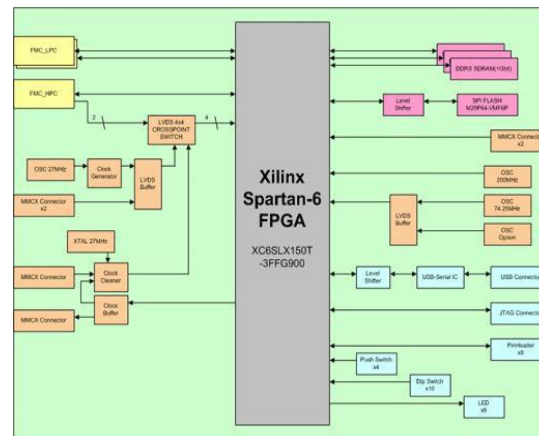 FMC_LPC
FMC_HPC
2
4
LVDS 4x4
CROSSPOINT
SWITCH
OSC 27MHz
Clock
Generator
LVDS
Buffer
MMCX Connector
x2
XTAL 27MHz
MMCX Connector
Clock
Cleaner
Clock
Buffer
MMCX Connector
Xilinx
Spartan-6
FPGA
XC6SLX150T
-3FFG900
DDR3 SDRAM(1Gbit)
Level
Shifter
SPI FLASH
M25P64-VMF6P
MMCX Connector
x2
OSC
200MHz
LVDS
Buffer
OSC
74.25MHz
OSC
Option
Level
Shifter
USB-Serial IC
USB Connector
JTAG Connector
PinHeader
x8
Push Switch
x4
Dip Switch
x10
LED
x8